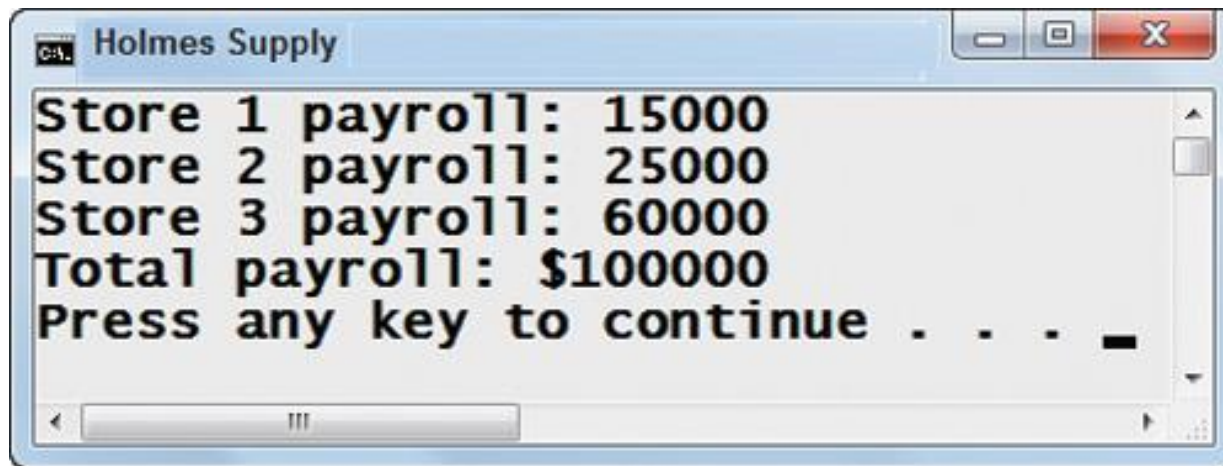 Holmes Supply
Store 1 payroll: 15000
Store 2 payroll: 25000
Store 3 payroll: 60000
Total payroll: $100000
Press any key to continue . . . _